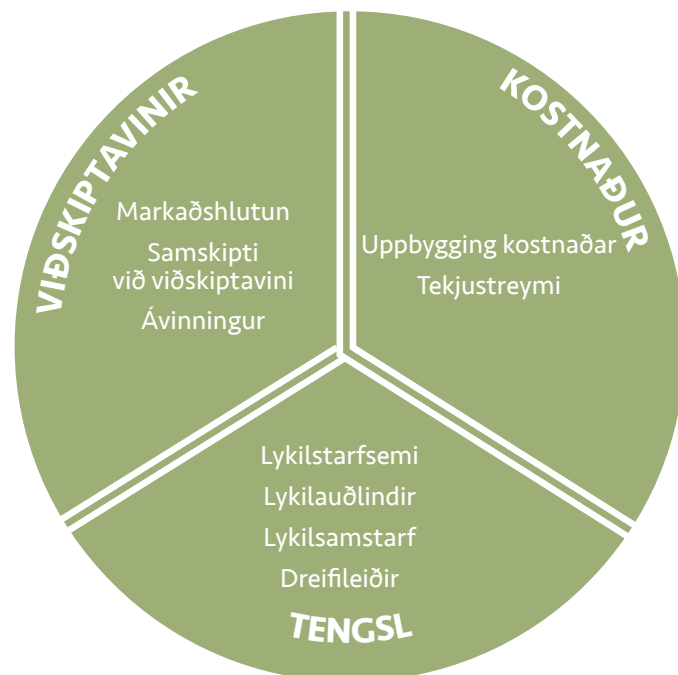 VIÐSKIPTAVINIR
Markaðshlutun
Samskipti
við viðskiptavini
Ávinningur
KOSTNAÐUR
Uppbygging kostnaðar
Tekjustreymi
Lykilstarfsemi
Lykilauðlindir
Lykilsamstarf
Dreifileiðir
TENGSL